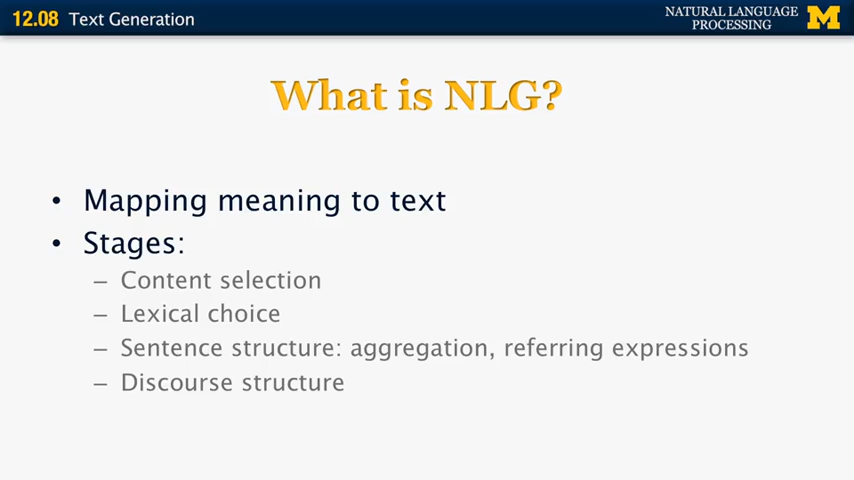 12.08 Text Generation
NATURAL LANGUAGE
PROCESSING
M
What is NLG?
• Mapping meaning to text
• Stages:
– Content selection
– Lexical choice
– Sentence structure: aggregation, referring expressions
– Discourse structure